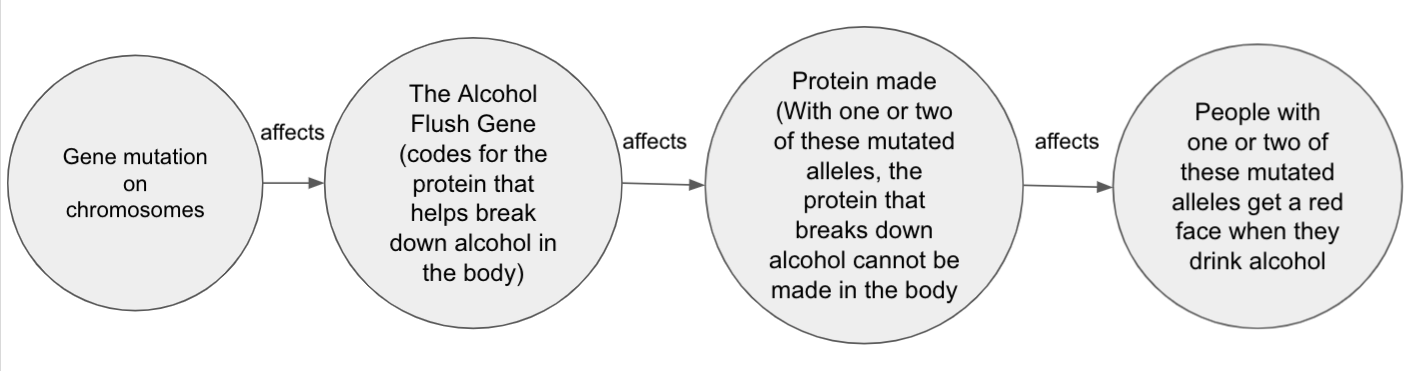 Gene mutation
on
chromosomes
affects
The Alcohol
Flush Gene
(codes for the
protein that
helps break
down alcohol in
the body)
affects
Protein made
(With one or two
of these mutated
alleles, the
protein that
breaks down
alcohol cannot be
made in the body
affects
People with
one or two of
these mutated
alleles get a red
face when they
drink alcohol